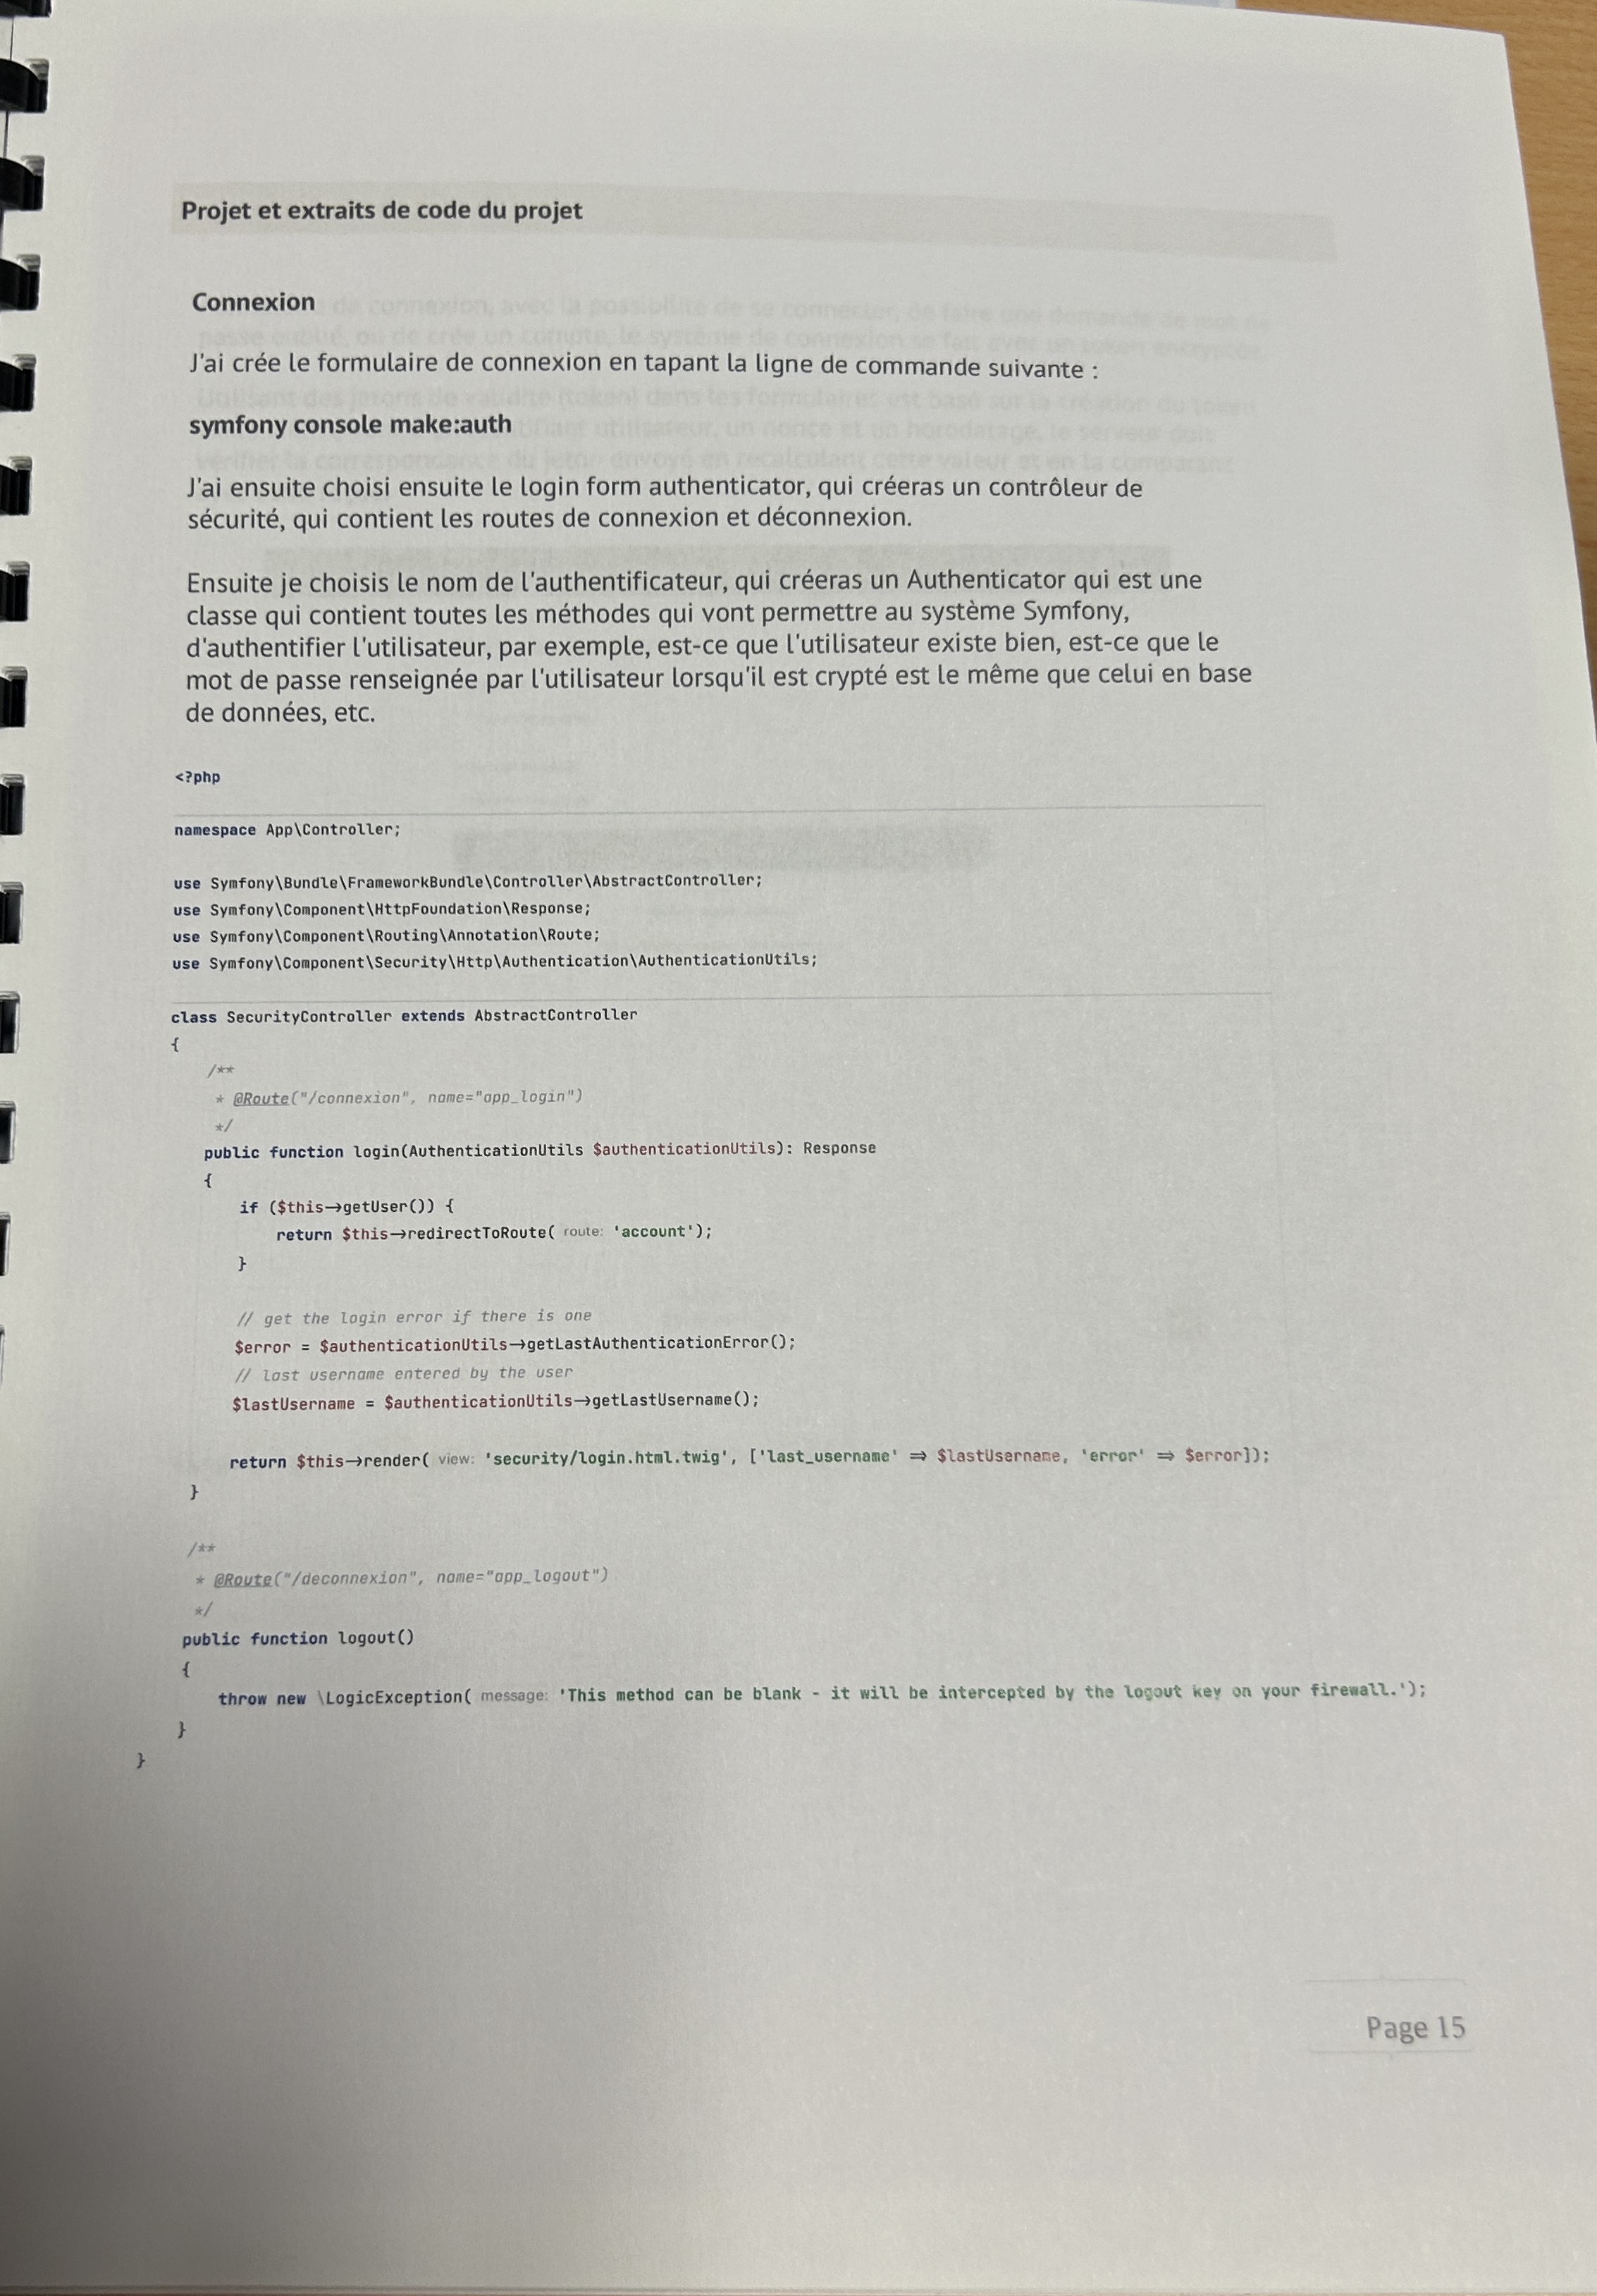 Projet et extraits de code du projet
Connexion
J'ai crée le formulaire de connexion en tapant la ligne de commande suivante :
symfony console make:auth
J'ai ensuite choisi ensuite le login form authenticator, qui créeras un contrôleur de
sécurité, qui contient les routes de connexion et déconnexion.
Ensuite je choisis le nom de l'authentificateur, qui créeras un Authenticator qui est une
classe qui contient toutes les méthodes qui vont permettre au système Symfony,
d'authentifier l'utilisateur, par exemple, est-ce que l'utilisateur existe bien, est-ce que le
mot de passe renseignée par l'utilisateur lorsqu'il est crypté est le même que celui en base
de données, etc.
<?php
namespace App\Controller;
use Symfony\Bundle\FrameworkBundle\Controller\AbstractController;
use Symfony\Component\HttpFoundation\Response;
use Symfony\Component\Routing\Annotation\Route;
use Symfony\Component\Security\Http\Authentication\AuthenticationUtils;
class SecurityController extends AbstractController
{
/**
* @Route("/connexion", name="app_login")
*/
public function login(AuthenticationUtils $authenticationUtils): Response
{
if ($this→getUser()) {
return $this→redirectToRoute( route: 'account');
}
// get the login error if there is one
$error = $authenticationUtils→getLastAuthenticationError();
// last username entered by the user
$lastUsername = $authenticationUtils→getLastUsername();
return $this→render( view: 'security/login.html.twig', ['last_username' ⇒ $lastUsername, 'error' ⇒ $error]);
}
/**
* @Route("/deconnexion", name="app_logout")
*/
public function logout()
{
throw new \LogicException( message: 'This method can be blank - it will be intercepted by the logout key on your firewall.');
}
}
Page 15